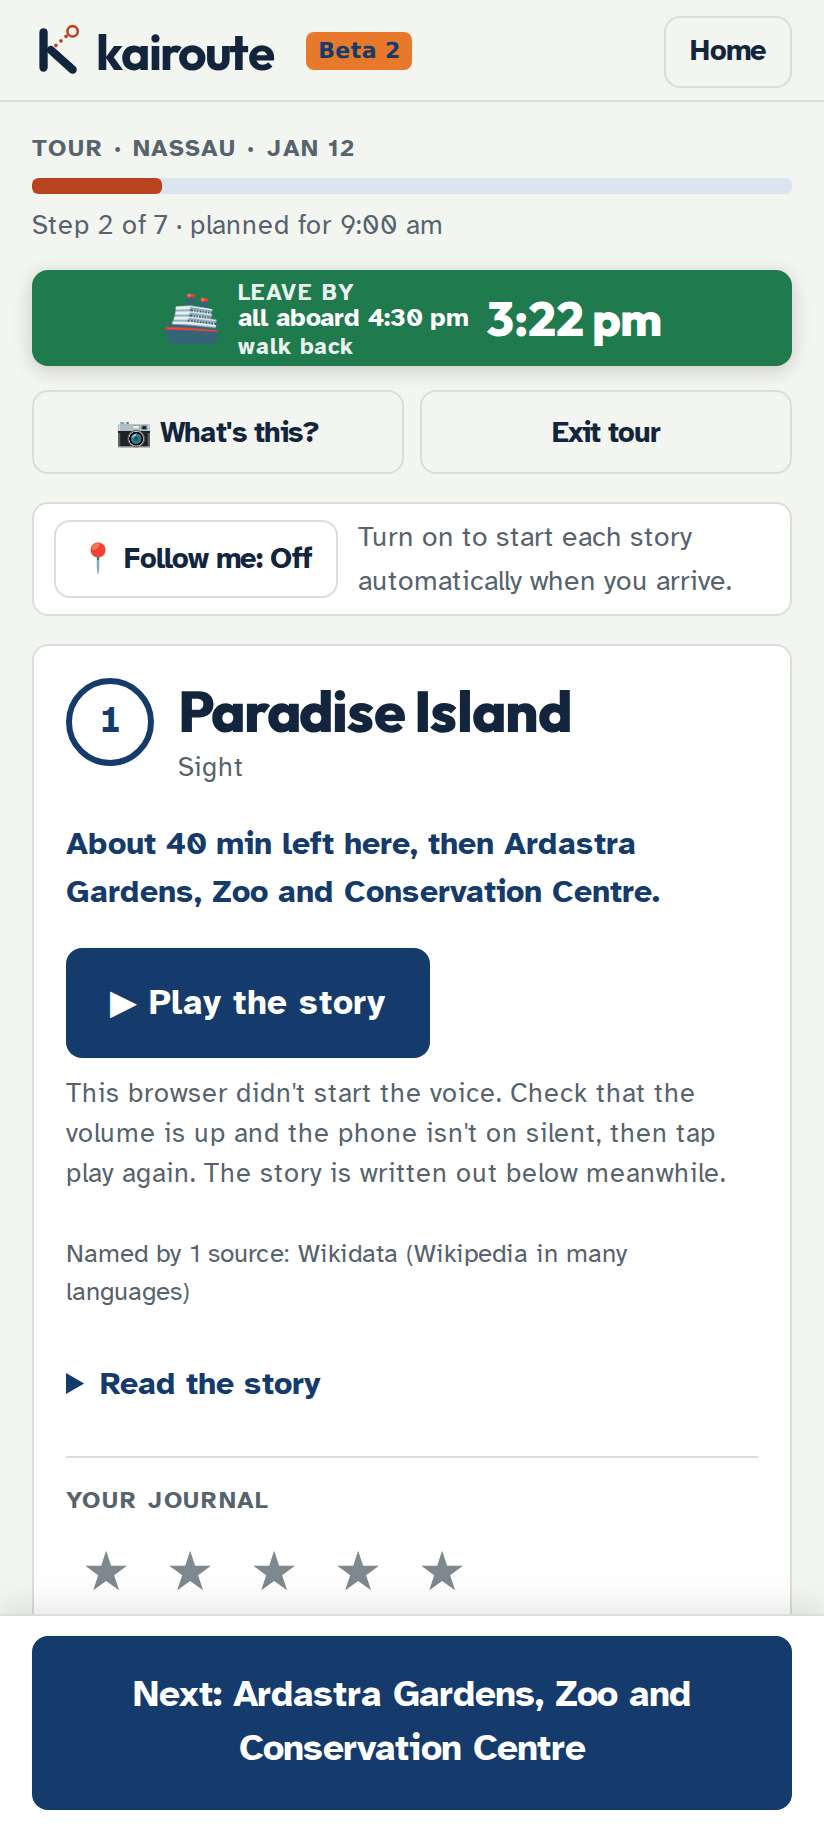 kairoute
Beta 2
Home
TOUR · NASSAU · JAN 12
Step 2 of 7 · planned for 9:00 am
LEAVE BY
all aboard 4:30 pm
walk back
3:22 pm
What's this?
Exit tour
Follow me: Off
Turn on to start each story
automatically when you arrive.
1
Paradise Island
Sight
About 40 min left here, then Ardastra
Gardens, Zoo and Conservation Centre.
▶ Play the story
This browser didn't start the voice. Check that the
volume is up and the phone isn't on silent, then tap
play again. The story is written out below meanwhile.
Named by 1 source: Wikidata (Wikipedia in many
languages)
Read the story
YOUR JOURNAL
Next: Ardastra Gardens, Zoo and
Conservation Centre